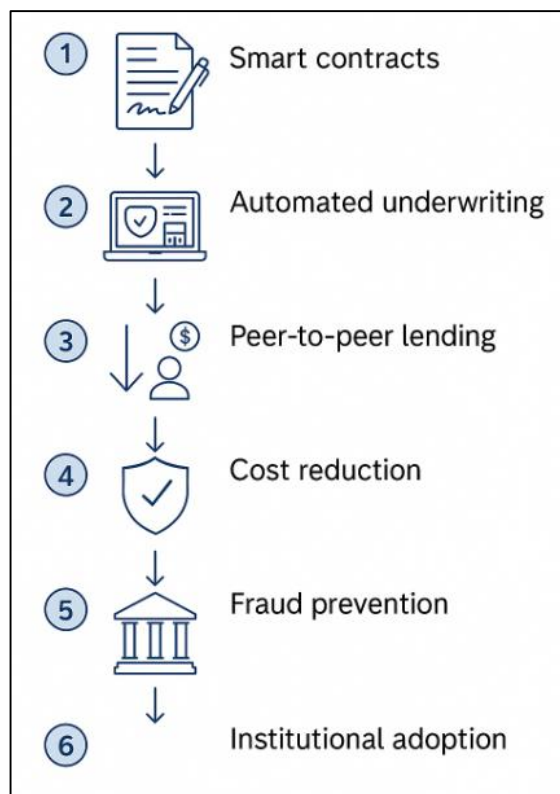 1 Smart contracts
2 Automated underwriting
$
3 Peer-to-peer lending
4 Cost reduction
5 Fraud prevention
6 Institutional adoption